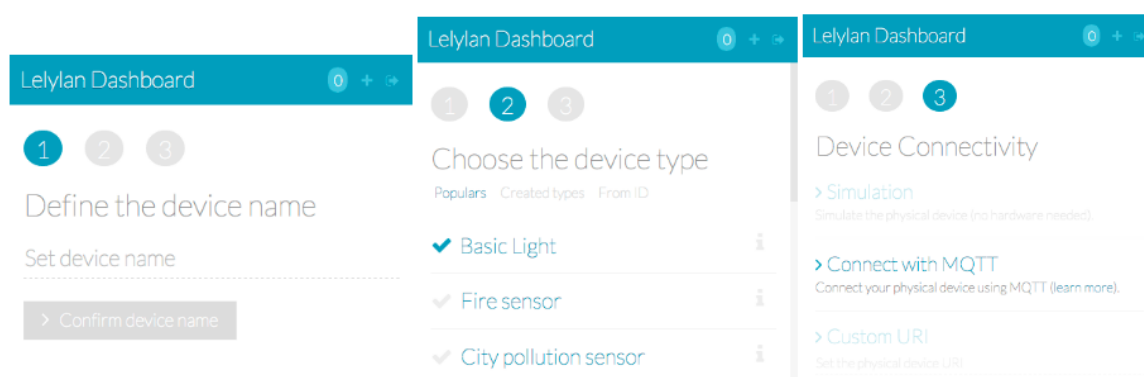 Lelylan Dashboard 0
1 2 3
Define the device name
Set device name
> Confirm device name
Lelylan Dashboard 0
1 2 3
Choose the device type
Populars Created types From ID
Basic Light
Fire sensor
City pollution sensor
Lelylan Dashboard 0
1 2 3
Device Connectivity
> Simulation
Simulate the physical device (no hardware needed).
> Connect with MQTT
Connect your physical device using MQTT (learn more).
> Custom URI
Set the physical device URI